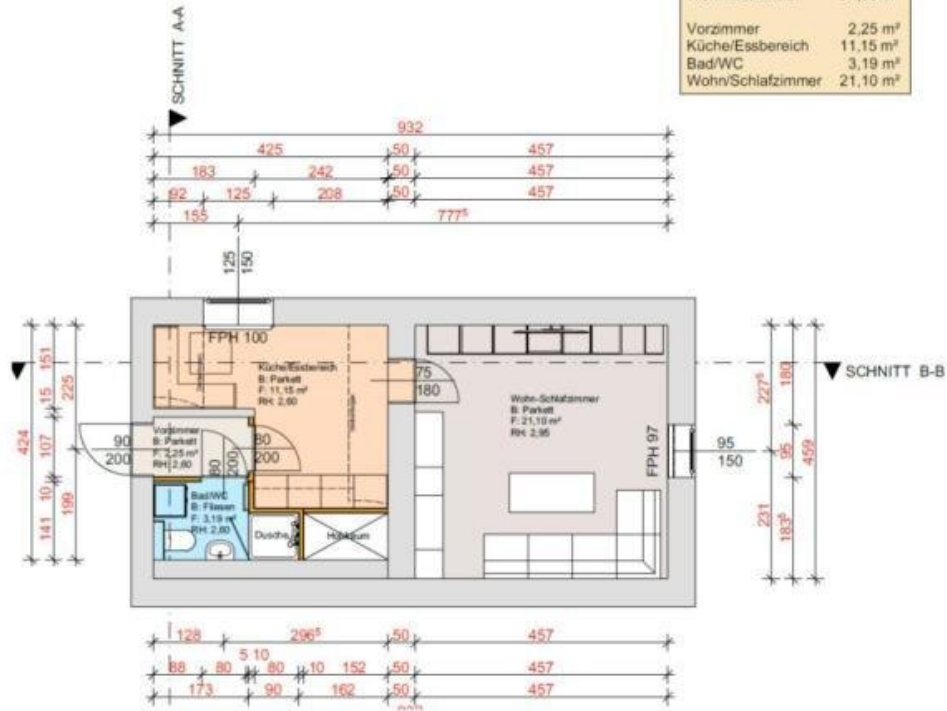 Vorzimmer 2,25 m²
Küche/Essbereich 11,15 m²
Bad/WC 3,19 m²
Wohn/Schlafzimmer 21,10 m²
SCHNITT A-A
932
425 50 457
183 242 50 457
92 125 208 50 457
155 777⁵
125
150
FPH 100
Küche/Essbereich
B: Parkett
F: 11,15 m²
RH: 2,60
75
180
Wohn-Schlafzimmer
B: Parkett
F: 21,10 m²
RH: 2,95
SCHNITT B-B
FPH 97
95
150
Vorzimmer
B: Parkett
F: 2,25 m²
RH: 2,60
90
200
80
200
80
200
Bad/WC
B: Fliesen
F: 3,19 m²
RH: 2,60
Dusche
424
151
15
107
10
141
225
199
227⁵
231
180
95
183⁵
459
128 296⁵ 50 457
5 10
88 80 80 10 152 50 457
173 90 162 50 457